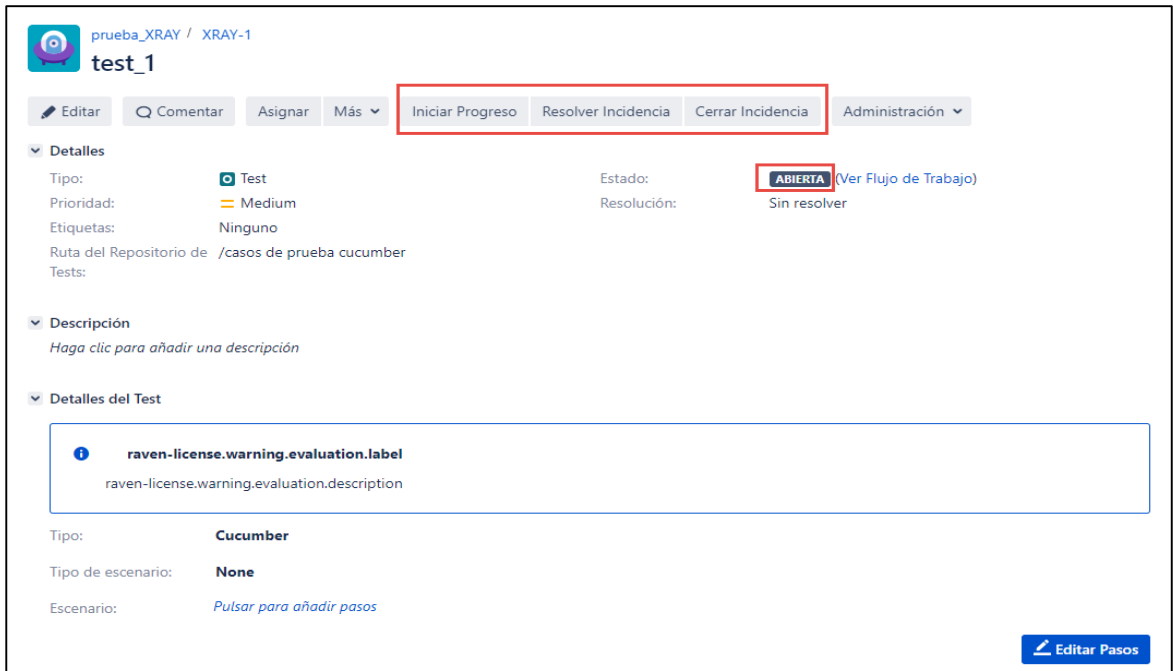 prueba_XRAY / XRAY-1
test_1
Editar Comentar Asignar Más Iniciar Progreso Resolver Incidencia Cerrar Incidencia Administración
Detalles
Tipo: Test Estado: ABIERTA (Ver Flujo de Trabajo)
Prioridad: Medium Resolución: Sin resolver
Etiquetas: Ninguno
Ruta del Repositorio de /casos de prueba cucumber
Tests:
Descripción
Haga clic para añadir una descripción
Detalles del Test
raven-license.warning.evaluation.label
raven-license.warning.evaluation.description
Tipo: Cucumber
Tipo de escenario: None
Escenario: Pulsar para añadir pasos
Editar Pasos